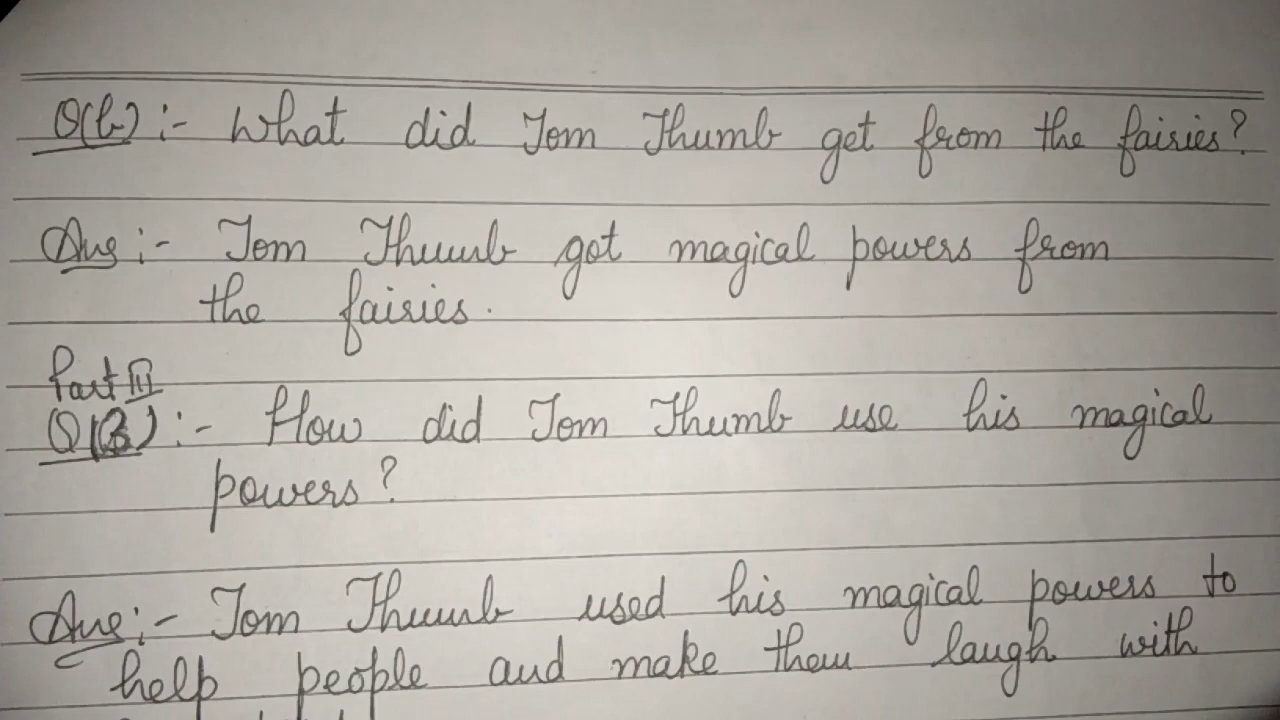 Q(b):- What did Tom Thumb get from the fairies?
Ans:- Tom Thumb got magical powers from
the fairies.
Part III
Q(B):- How did Tom Thumb use his magical
powers?
Ans:- Tom Thumb used his magical powers to
help people and make them laugh with